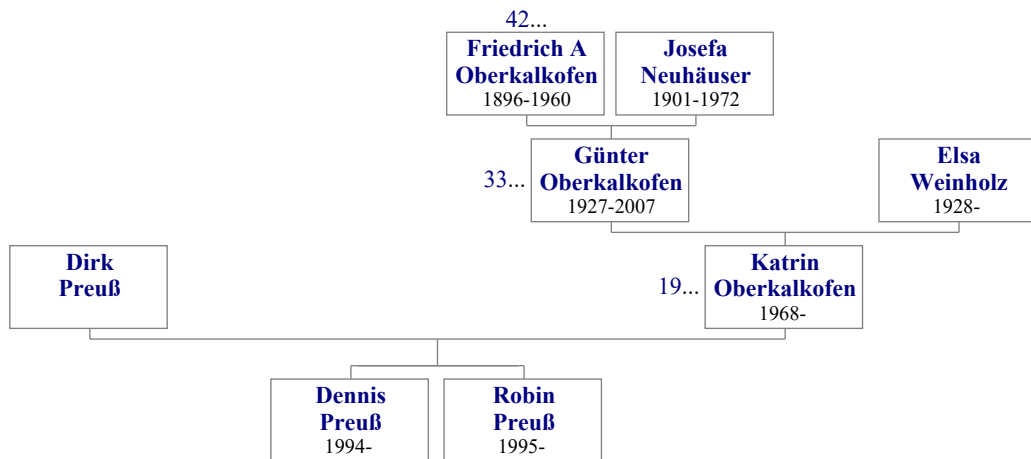 42...
Friedrich A
Oberkalkofen
1896-1960
Josefa
Neuhäuser
1901-1972
33...
Günter
Oberkalkofen
1927-2007
Elsa
Weinholz
1928-
Dirk
Preuß
19...
Katrin
Oberkalkofen
1968-
Dennis
Preuß
1994-
Robin
Preuß
1995-